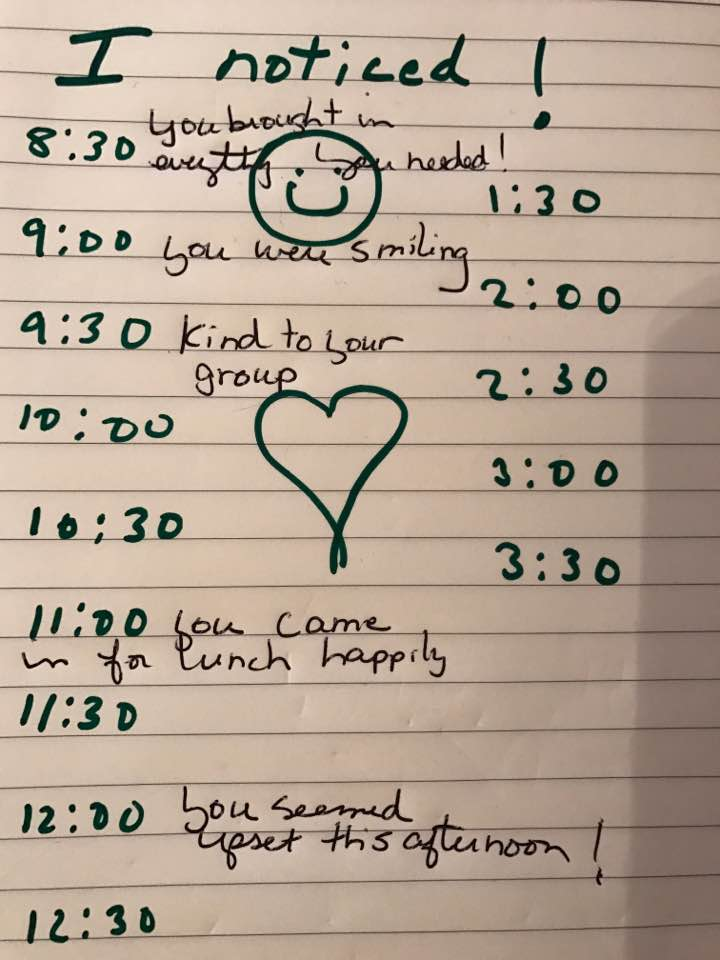 I noticed!
8:30 you brought in
everything you needed!
9:00 you were smiling
9:30 Kind to your
group
10:00
10:30
11:00 you came
in for lunch happily
11:30
12:00 you seemed
upset this afternoon!
12:30
1:30
2:00
2:30
3:00
3:30